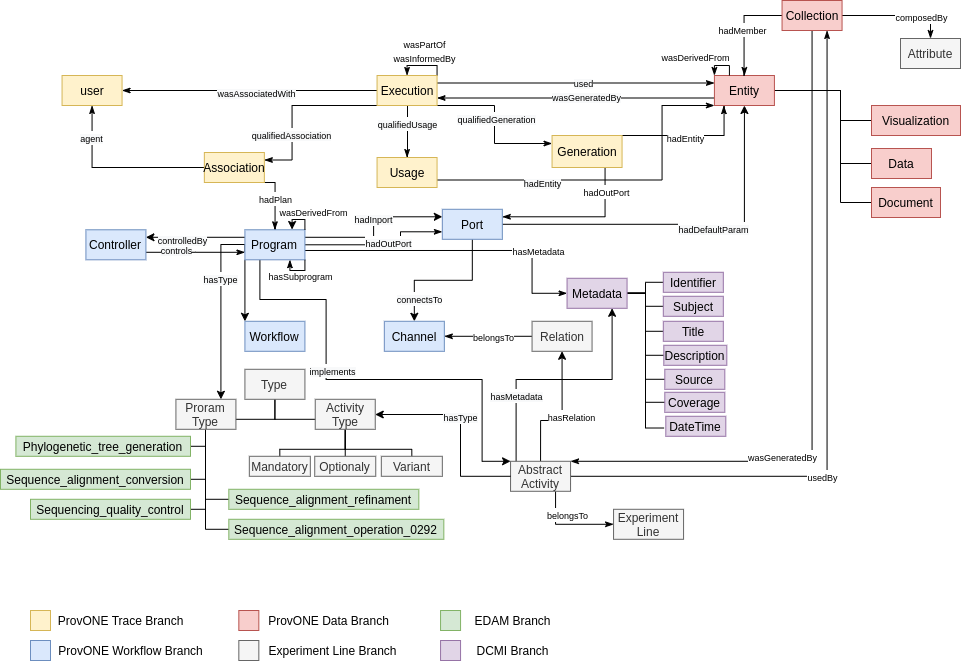 Collection
composedBy
hadMember
Attribute
wasPartOf
wasInformedBy
wasDerivedFrom
user
wasAssociatedWith
Execution
used
wasGeneratedBy
Entity
Visualization
qualifiedAssociation
qualifiedUsage
qualifiedGeneration
agent
hadEntity
Generation
Association
Usage
Data
hadEntity
hadOutPort
hadPlan
Document
wasDerivedFrom
hadInport
Port
hadDefaultParam
Controller
controlledBy
controls
Program
hadOutPort
hasMetadata
hasSubprogram
hasType
Metadata
Identifier
connectsTo
Subject
Workflow
Channel
belongsTo
Relation
Title
Description
implements
Type
Source
hasMetadata
Coverage
Proram
Type
Activity
Type
hasType
hasRelation
DateTime
Phylogenetic_tree_generation
Mandatory
Optionaly
Variant
wasGeneratedBy
Abstract
Activity
usedBy
Sequence_alignment_conversion
Sequence_alignment_refinament
Sequencing_quality_control
belongsTo
Experiment
Line
Sequence_alignment_operation_0292
ProvONE Trace Branch
ProvONE Data Branch
EDAM Branch
ProvONE Workflow Branch
Experiment Line Branch
DCMI Branch